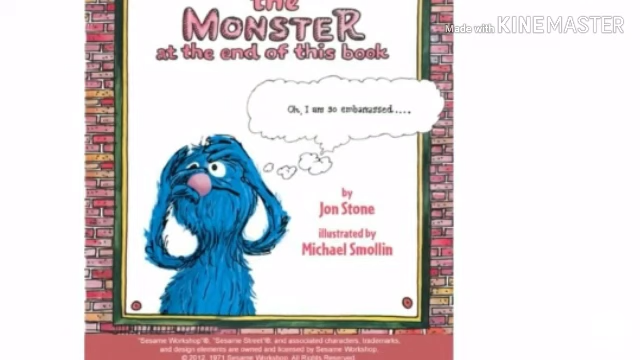 the
MONSTER
at the end of this book
Made with KINEMASTER
Oh, I am so embarrassed.....
by
Jon Stone
illustrated by
Michael Smollin
"Sesame Workshop"®, "Sesame Street"®, and associated characters, trademarks,
and design elements are owned and licensed by Sesame Workshop.
© 2012, 1971 Sesame Workshop. All Rights Reserved.